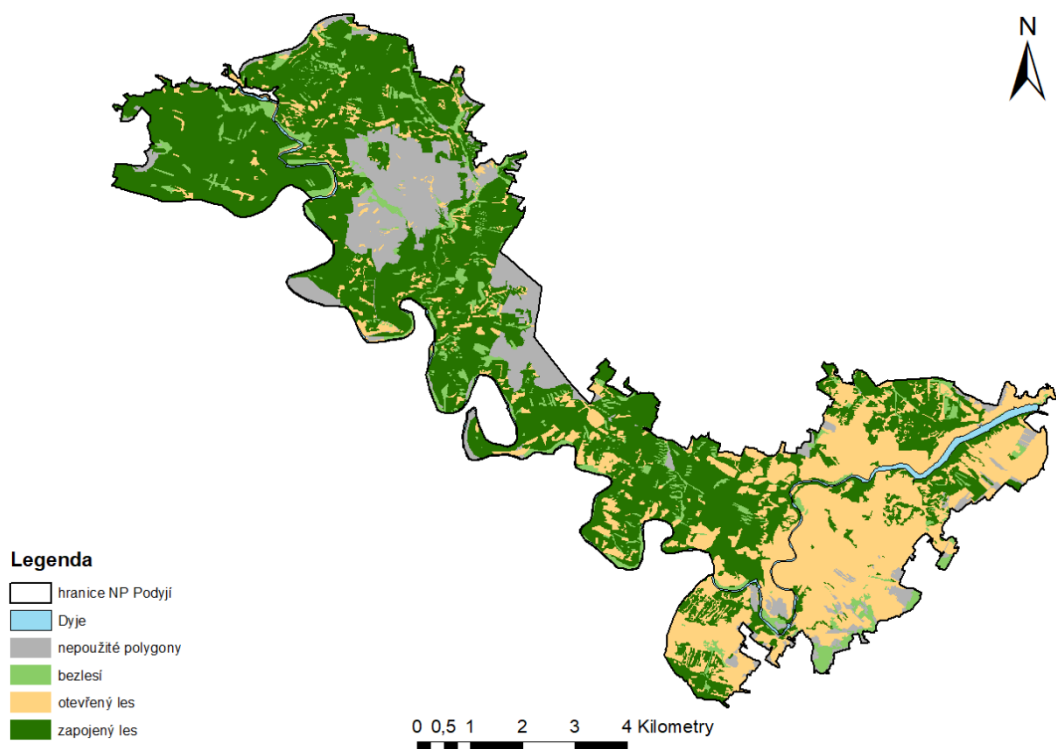 N
Legenda
hranice NP Podyjí
Dyje
nepoužité polygony
bezlesí
otevřený les
zapojený les
0 0,5 1 2 3 4 Kilometry